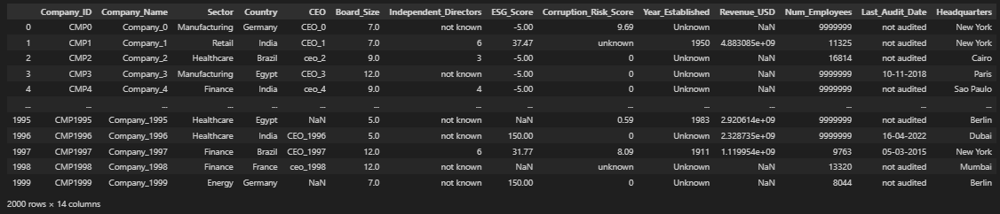 Company_ID Company_Name Sector Country CEO Board_Size Independent_Directors ESG_Score Corruption_Risk_Score Year_Established Revenue_USD Num_Employees Last_Audit_Date Headquarters
0 CMP0 Company_0 Manufacturing Germany CEO_0 7.0 not known -5.00 9.69 Unknown NaN 9999999 not audited New York
1 CMP1 Company_1 Retail India CEO_1 7.0 6 37.47 unknown 1950 4.883085e+09 11325 not audited New York
2 CMP2 Company_2 Healthcare Brazil ceo_2 9.0 3 -5.00 0 Unknown NaN 16814 not audited Cairo
3 CMP3 Company_3 Manufacturing Egypt CEO_3 12.0 not known -5.00 0 Unknown NaN 9999999 10-11-2018 Paris
4 CMP4 Company_4 Finance India ceo_4 9.0 4 -5.00 0 Unknown NaN 9999999 not audited Sao Paulo
... ... ... ... ... ... ... ... ... ... ... ... ... ... ...
1995 CMP1995 Company_1995 Healthcare Egypt NaN 5.0 not known NaN 0.59 1983 2.920614e+09 9999999 not audited Berlin
1996 CMP1996 Company_1996 Healthcare India CEO_1996 5.0 not known 150.00 0 Unknown 2.328735e+09 9999999 16-04-2022 Dubai
1997 CMP1997 Company_1997 Finance Brazil CEO_1997 12.0 6 31.77 8.09 1911 1.119954e+09 9763 05-03-2015 New York
1998 CMP1998 Company_1998 Finance France ceo_1998 12.0 not known NaN unknown Unknown NaN 13320 not audited Mumbai
1999 CMP1999 Company_1999 Energy Germany NaN 7.0 not known 150.00 0 Unknown NaN 8044 not audited Berlin
2000 rows × 14 columns